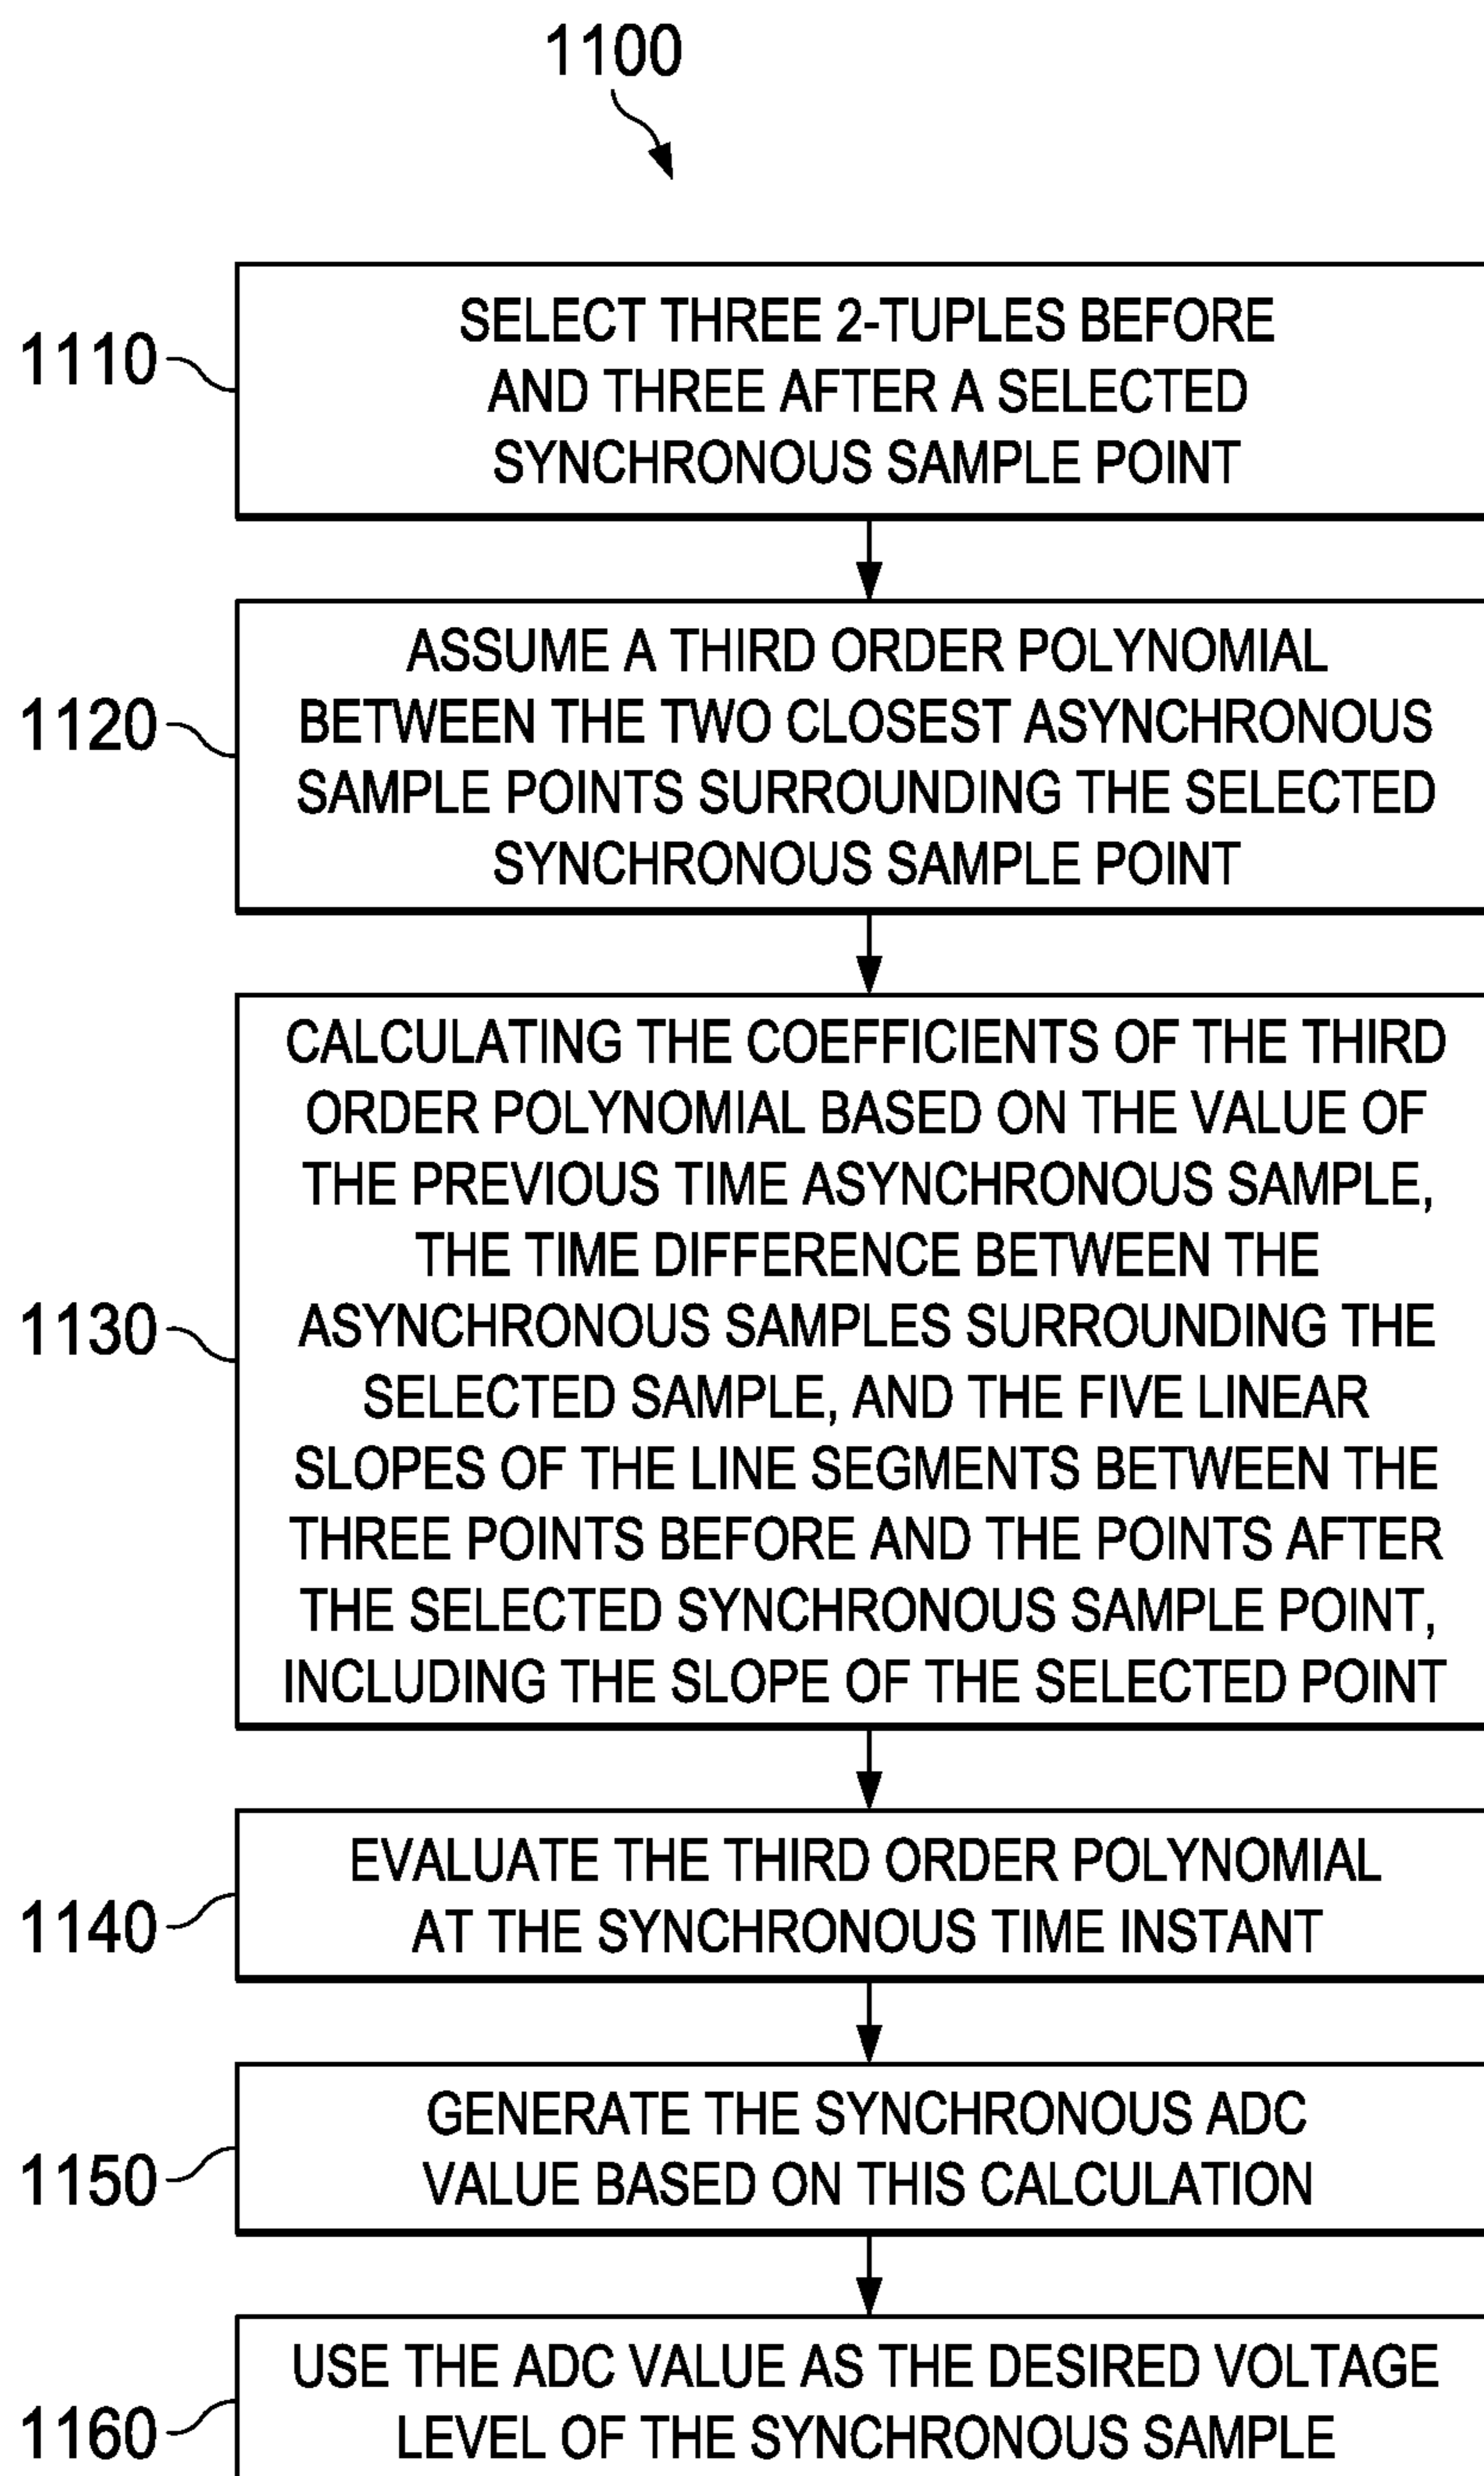 1100
1110
SELECT THREE 2-TUPLES BEFORE
AND THREE AFTER A SELECTED
SYNCHRONOUS SAMPLE POINT
1120
ASSUME A THIRD ORDER POLYNOMIAL
BETWEEN THE TWO CLOSEST ASYNCHRONOUS
SAMPLE POINTS SURROUNDING THE SELECTED
SYNCHRONOUS SAMPLE POINT
1130
CALCULATING THE COEFFICIENTS OF THE THIRD
ORDER POLYNOMIAL BASED ON THE VALUE OF
THE PREVIOUS TIME ASYNCHRONOUS SAMPLE,
THE TIME DIFFERENCE BETWEEN THE
ASYNCHRONOUS SAMPLES SURROUNDING THE
SELECTED SAMPLE, AND THE FIVE LINEAR
SLOPES OF THE LINE SEGMENTS BETWEEN THE
THREE POINTS BEFORE AND THE POINTS AFTER
THE SELECTED SYNCHRONOUS SAMPLE POINT,
INCLUDING THE SLOPE OF THE SELECTED POINT
1140
EVALUATE THE THIRD ORDER POLYNOMIAL
AT THE SYNCHRONOUS TIME INSTANT
1150
GENERATE THE SYNCHRONOUS ADC
VALUE BASED ON THIS CALCULATION
1160
USE THE ADC VALUE AS THE DESIRED VOLTAGE
LEVEL OF THE SYNCHRONOUS SAMPLE